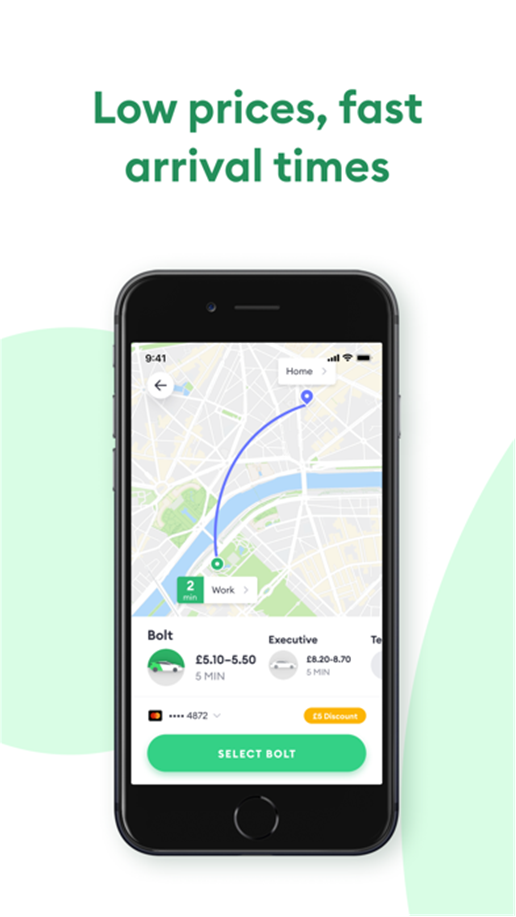 Low prices, fast
arrival times
9:41
Home
2
min
Work
Bolt
Executive
£5.10–5.50
£8.20-8.70
5 MIN
5 MIN
•••• 4872
£5 Discount
SELECT BOLT